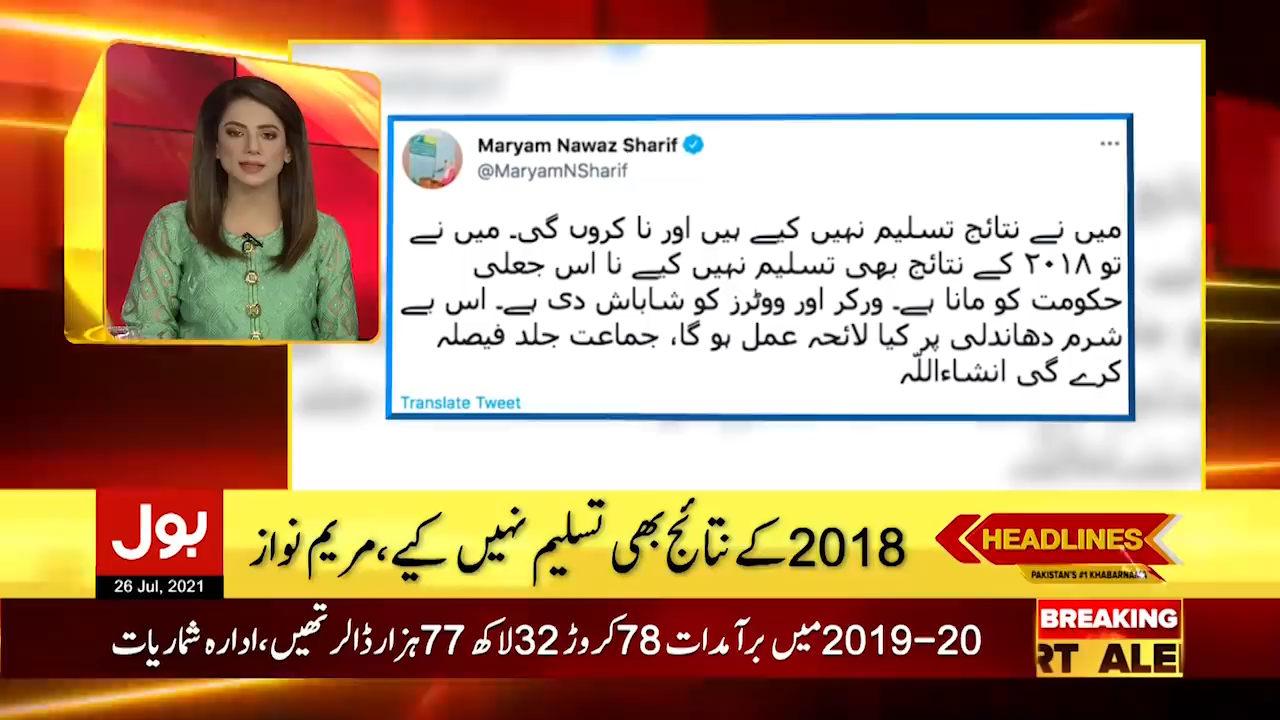 Maryam Nawaz Sharif
@MaryamNSharif
میں نے نتائج تسلیم نہیں کیے ہیں اور نا کروں گی۔ میں نے
تو ۲۰۱۸ کے نتائج بھی تسلیم نہیں کیے نا اس جعلی
حکومت کو مانا ہے۔ ورکر اور ووٹرز کو شاباش دی ہے۔ اس بے
شرم دھاندلی پر کیا لائحہ عمل ہو گا، جماعت جلد فیصلہ
کرے گی انشاءاللّہ
Translate Tweet
HEADLINES
PAKISTAN'S #1
2018 کے نتائج بھی تسلیم نہیں کیے، مریم نواز
بول
26 Jul, 2021
BREAKING
RT ALE
2019-20 میں برآمدات 78 کروڑ 32 لاکھ 77 ہزار ڈالر تھیں، ادارہ شماریات